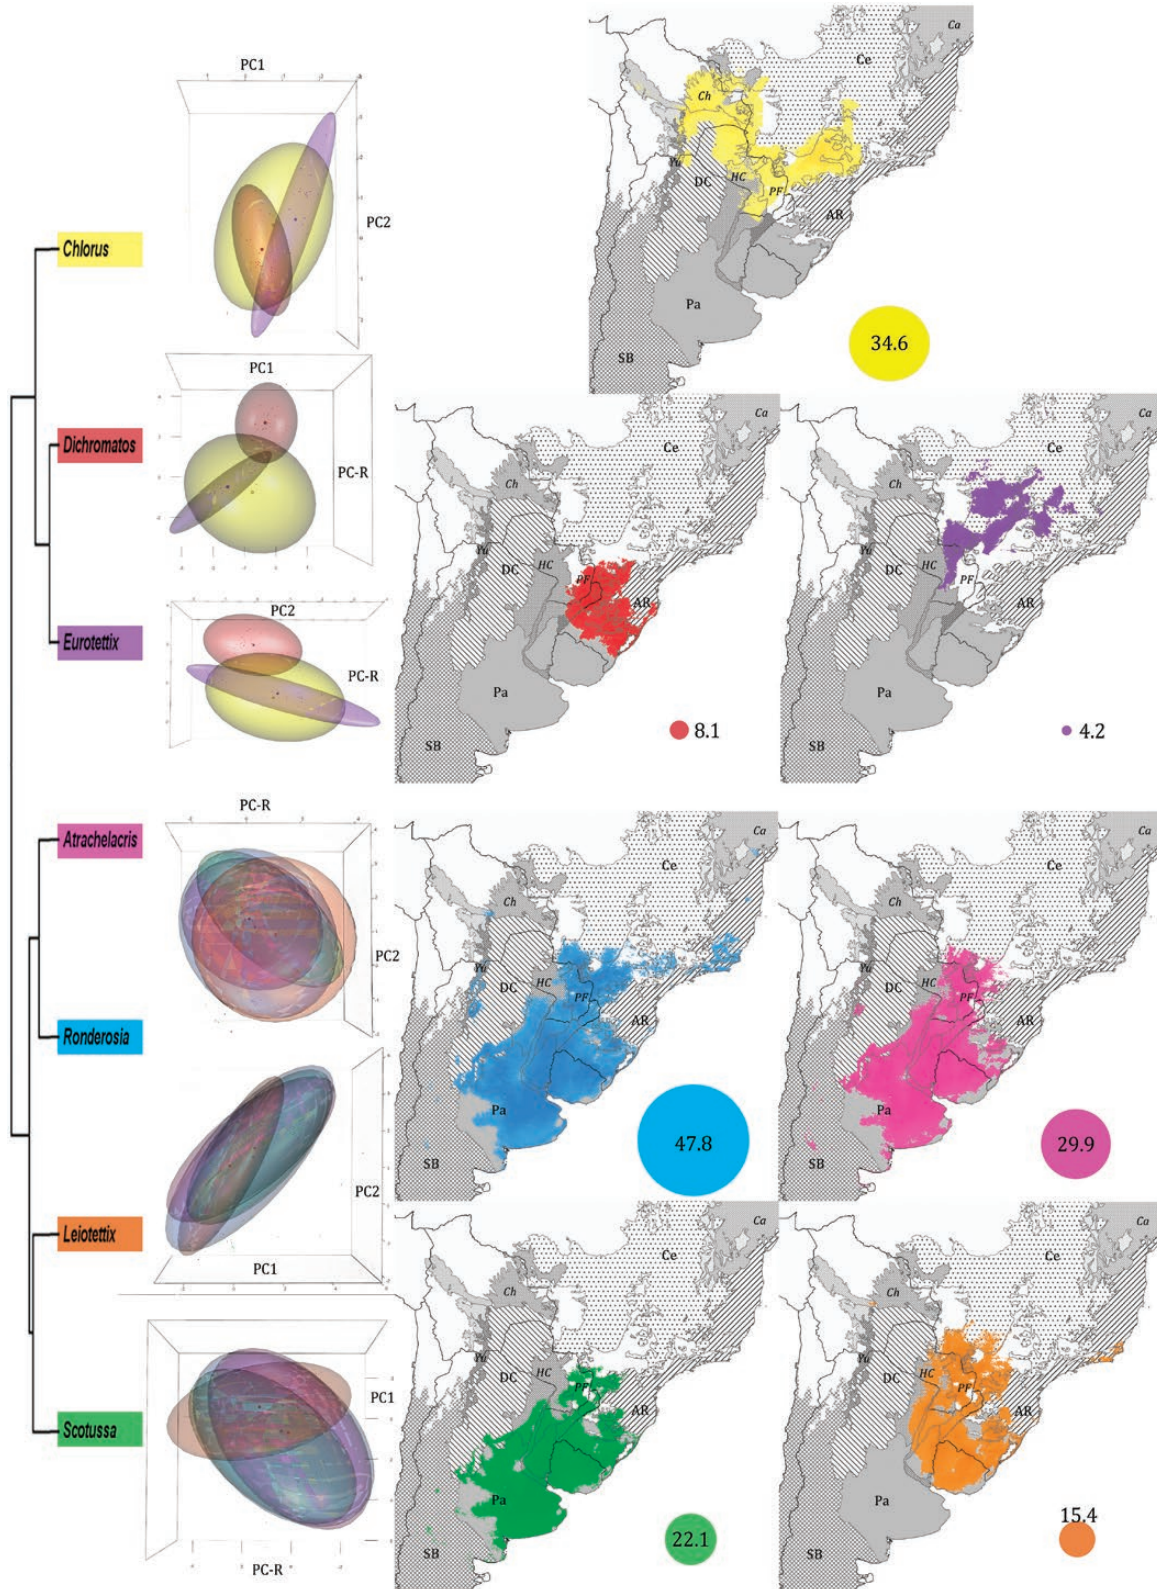 Chlorus
Dichromatos
Eurotettix
Atrachelacris
Ronderosia
Leiotettix
Scotussa
PC1
PC2
PC1
PC-R
PC2
PC-R
PC-R
PC2
PC2
PC1
PC1
PC-R
Ca
Ce
Ch
Yu
DC
HC
PF
AR
Pa
SB
34.6
Ca
Ce
Ch
Yu
DC
HC
PF
AR
Pa
SB
8.1
Ca
Ce
Ch
Yu
DC
HC
PF
AR
Pa
SB
4.2
Ca
Ce
Ch
Yu
DC
HC
PF
AR
Pa
SB
47.8
Ca
Ce
Ch
Yu
DC
HC
PF
AR
Pa
SB
29.9
Ca
Ce
Ch
Yu
DC
HC
PF
AR
Pa
SB
22.1
Ca
Ce
Ch
Yu
DC
HC
PF
AR
Pa
SB
15.4